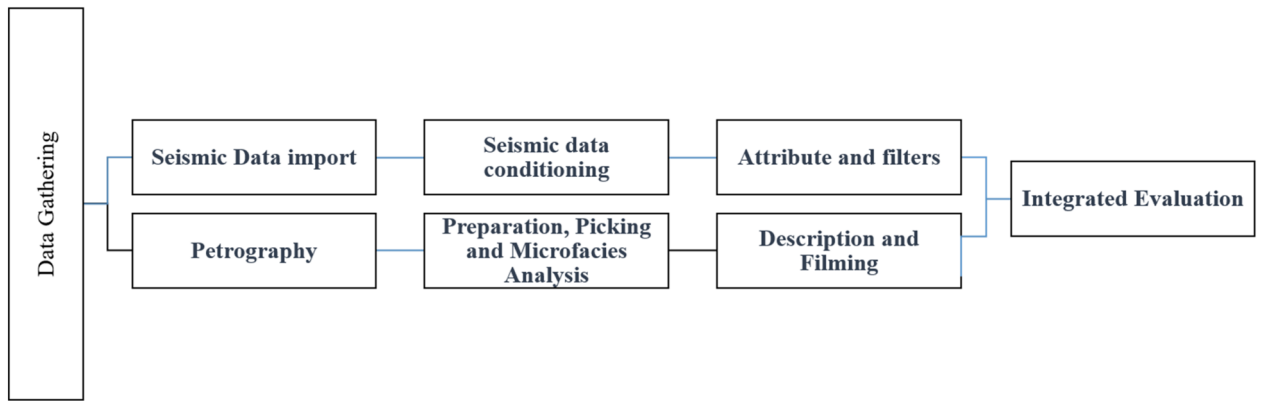 Data Gathering
Seismic Data import
Seismic data
conditioning
Attribute and filters
Petrography
Preparation, Picking
and Microfacies
Analysis
Description and
Filming
Integrated Evaluation